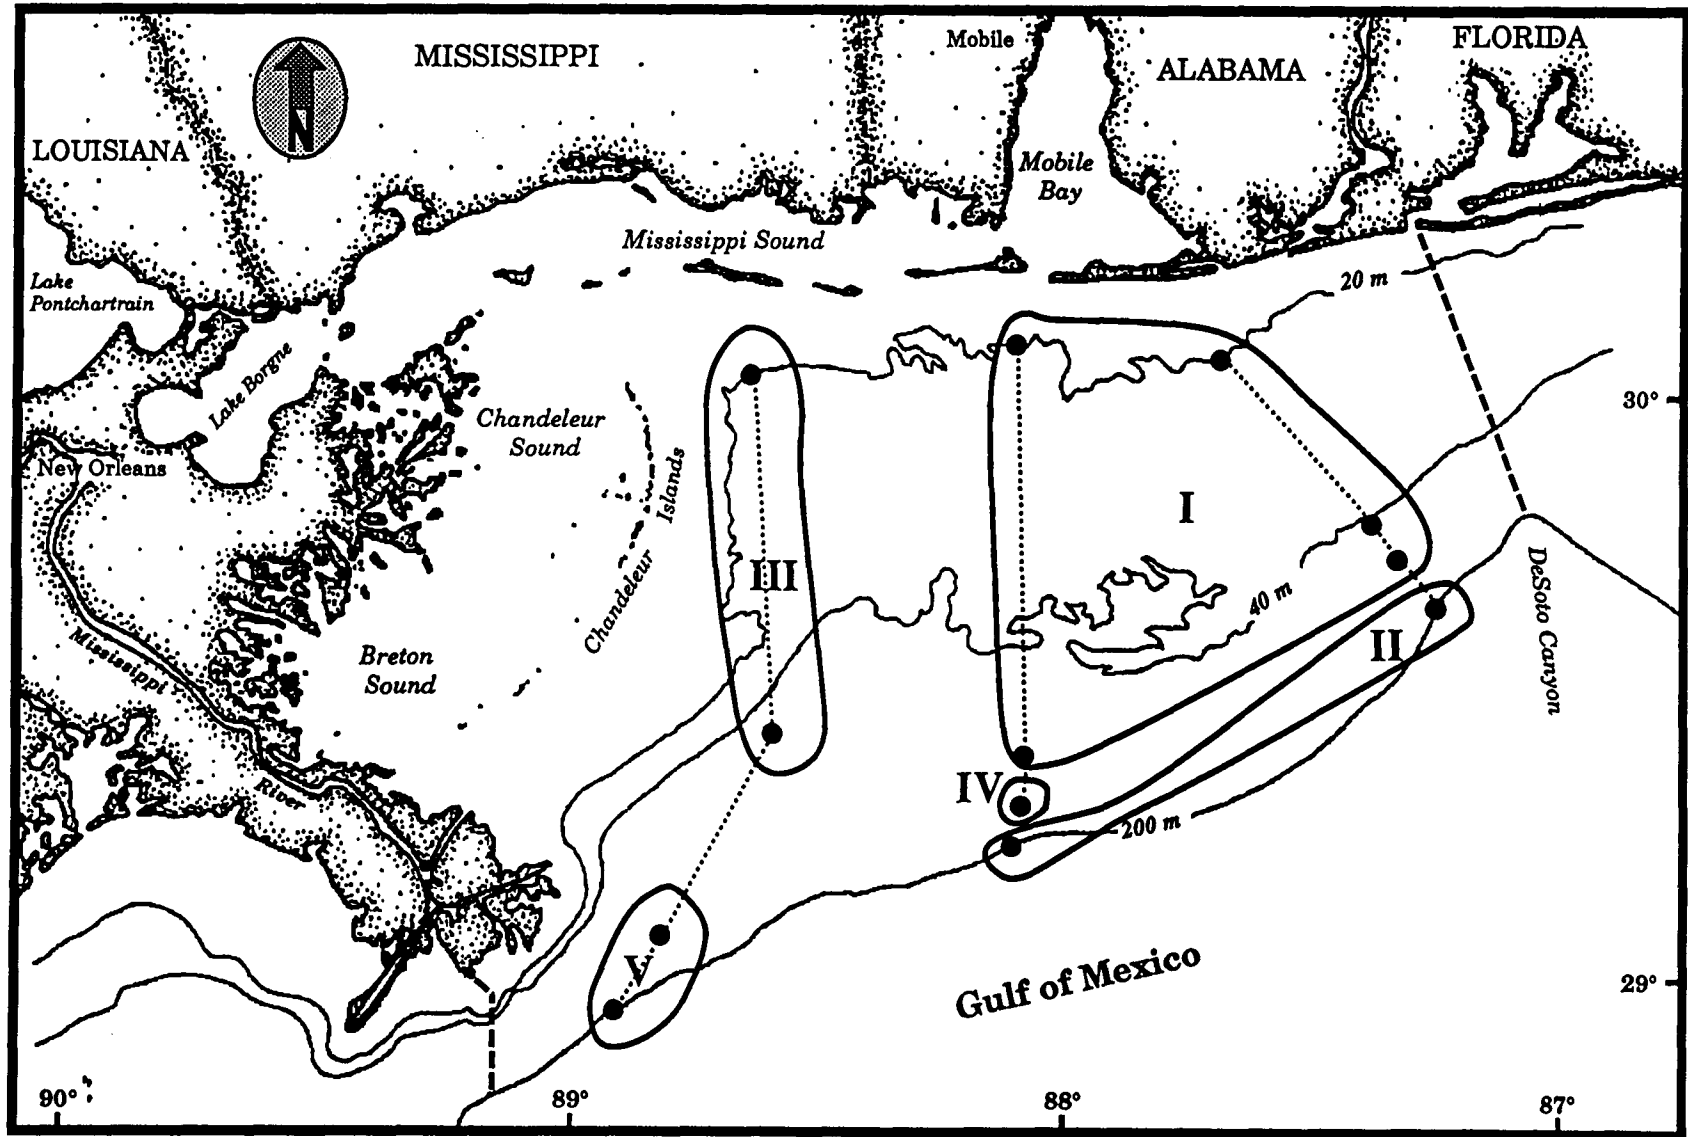 MISSISSIPPI
Mobile
ALABAMA
FLORIDA
N
LOUISIANA
Mobile
Bay
Mississippi Sound
Lake
Pontchartrain
20 m
Lake Borgne
30°
Chandeleur
Sound
New Orleans
Chandeleur Islands
I
III
DeSoto Canyon
40 m
II
Mississippi River
Breton
Sound
IV
200 m
V
Gulf of Mexico
29°
90°
89°
88°
87°